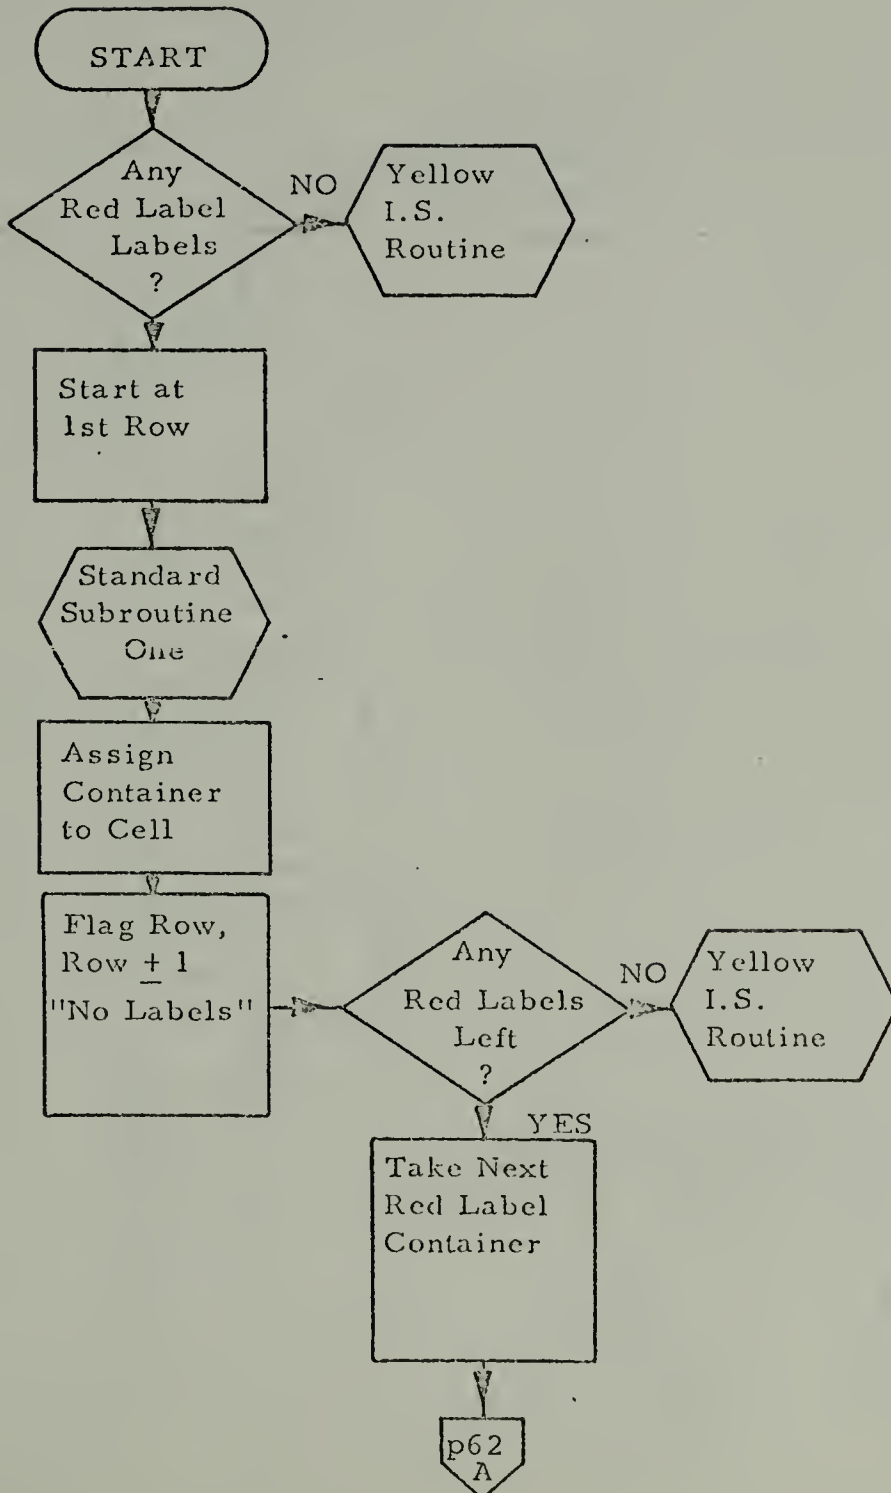 START
Any
Red Label
Labels
?
NO
Yellow
I.S.
Routine
Start at
1st Row
Standard
Subroutine
One
Assign
Container
to Cell
Flag Row,
Row ± 1
"No Labels"
Any
Red Labels
Left
?
NO
Yellow
I.S.
Routine
YES
Take Next
Red Label
Container
p62
A